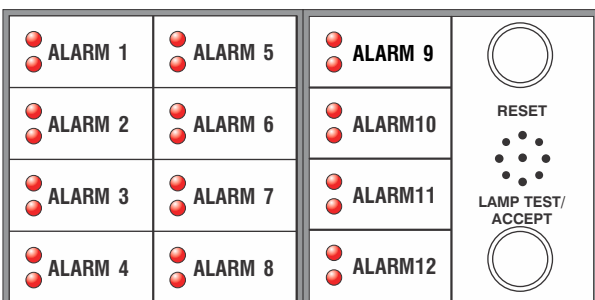 ALARM 1
ALARM 2
ALARM 3
ALARM 4
ALARM 5
ALARM 6
ALARM 7
ALARM 8
ALARM 9
ALARM10
ALARM11
ALARM12
RESET
LAMP TEST/
ACCEPT